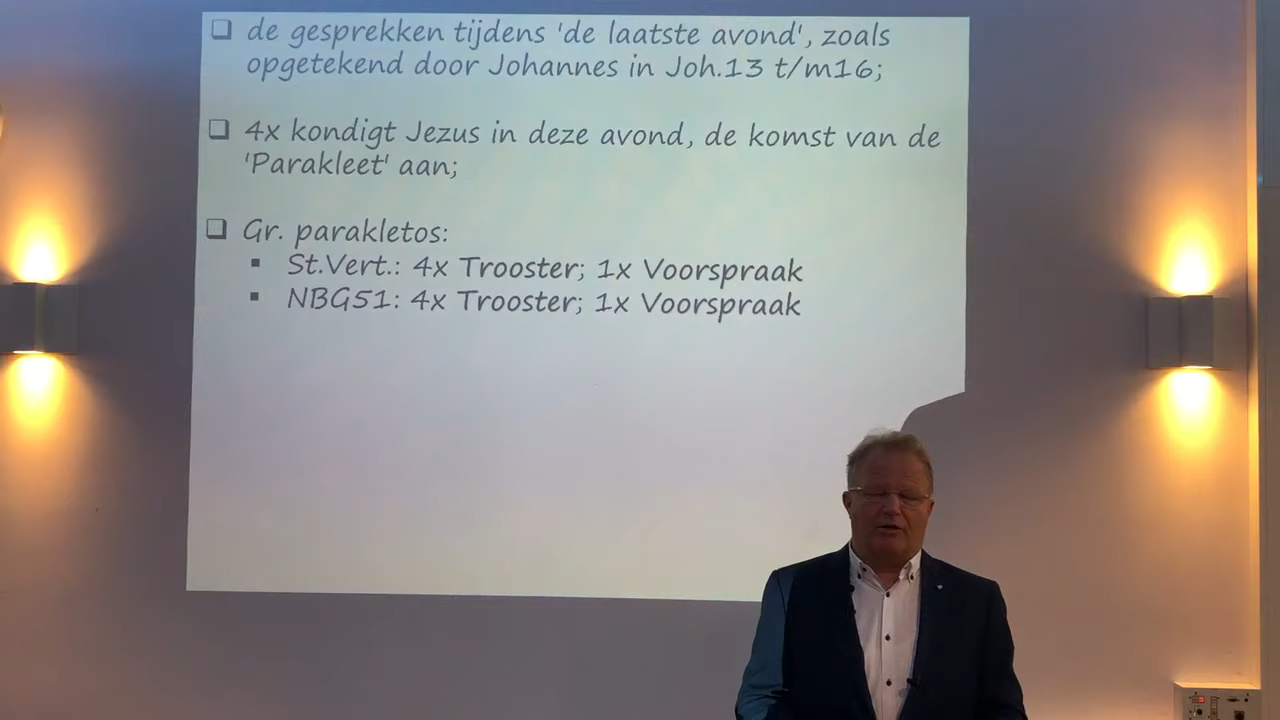 ❑ de gesprekken tijdens 'de laatste avond', zoals
opgetekend door Johannes in Joh.13 t/m16;
❑ 4x kondigt Jezus in deze avond, de komst van de
'Parakleet' aan;
❑ Gr. parakletos:
▪ St.Vert.: 4x Trooster; 1x Voorspraak
▪ NBG51: 4x Trooster; 1x Voorspraak